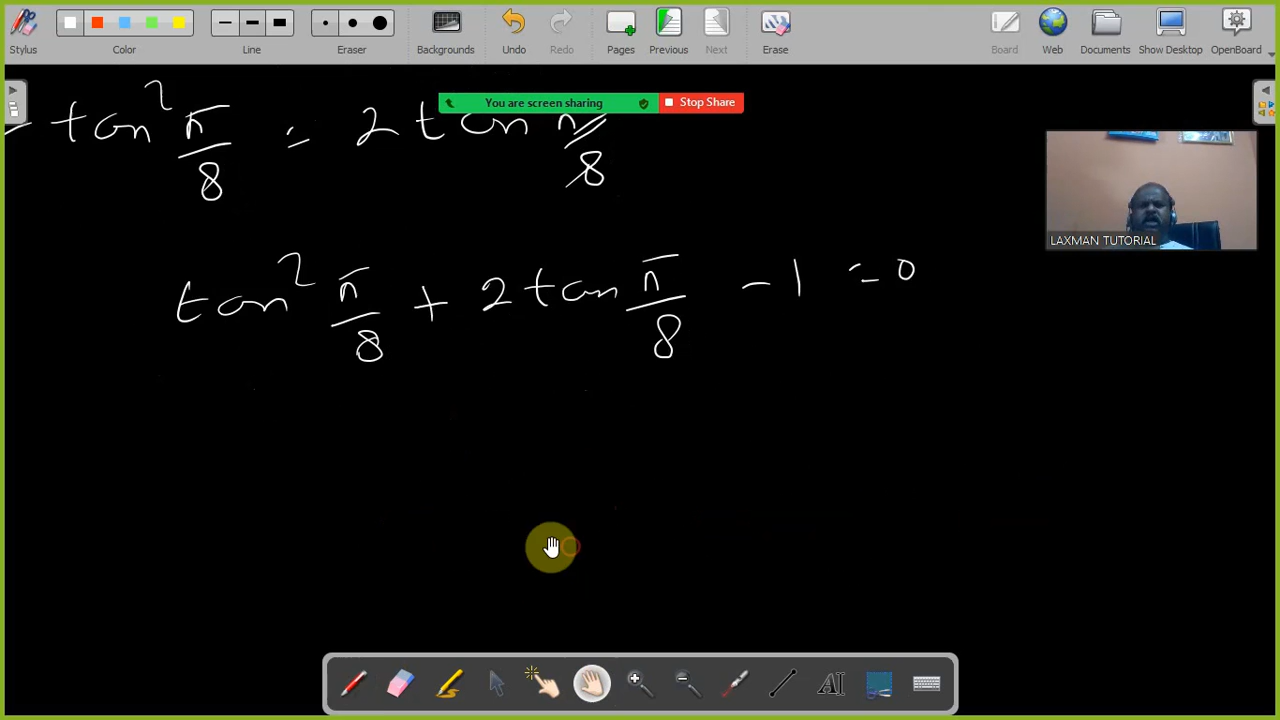 Stylus Color Line Eraser Backgrounds Undo Redo Pages Previous Next Erase Board Web Documents Show Desktop OpenBoard
You are screen sharing Stop Share
- tan² π/8 = 2 tan π/8
LAXMAN TUTORIAL
tan² π/8 + 2 tan π/8 - 1 = 0